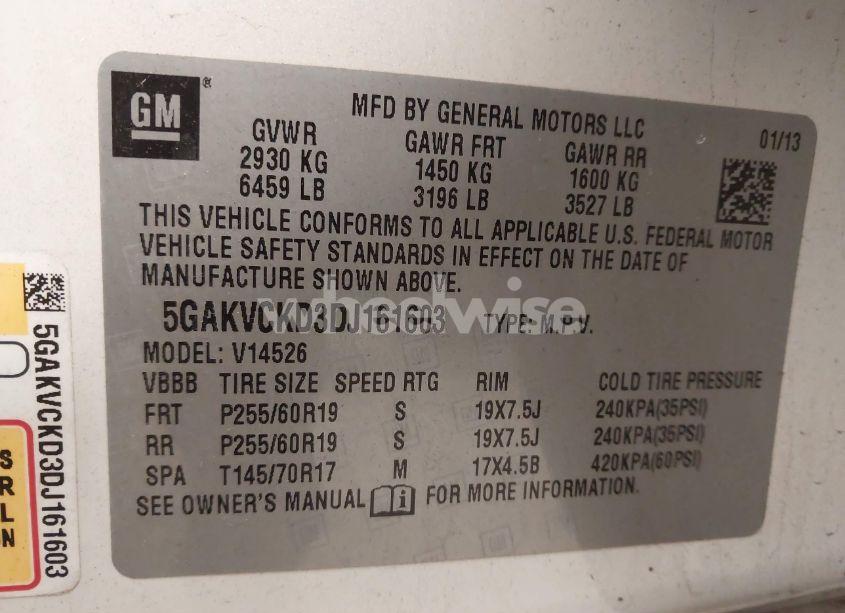 GM ®
MFD BY GENERAL MOTORS LLC
01/13
GVWR GAWR FRT GAWR RR
2930 KG 1450 KG 1600 KG
6459 LB 3196 LB 3527 LB
THIS VEHICLE CONFORMS TO ALL APPLICABLE U.S. FEDERAL MOTOR
VEHICLE SAFETY STANDARDS IN EFFECT ON THE DATE OF
MANUFACTURE SHOWN ABOVE.
wheelwise
5GAKVCKD3DJ161603 TYPE: M.P.V.
MODEL: V14526
VBBB TIRE SIZE SPEED RTG RIM COLD TIRE PRESSURE
FRT P255/60R19 S 19X7.5J 240KPA(35PSI)
RR P255/60R19 S 19X7.5J 240KPA(35PSI)
SPA T145/70R17 M 17X4.5B 420KPA(60PSI)
SEE OWNER'S MANUAL i FOR MORE INFORMATION.
5GAKVCKD3DJ161603
S
R
L
N